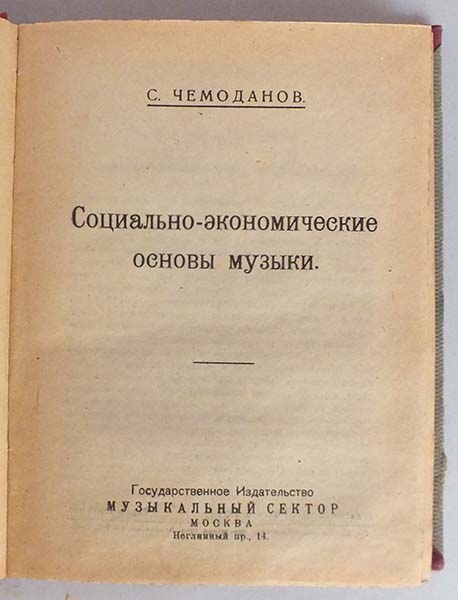 С. ЧЕМОДАНОВ.
Социально-экономические
основы музыки.
Государственное Издательство
МУЗЫКАЛЬНЫЙ СЕКТОР
МОСКВА
Неглинный пр., 14.